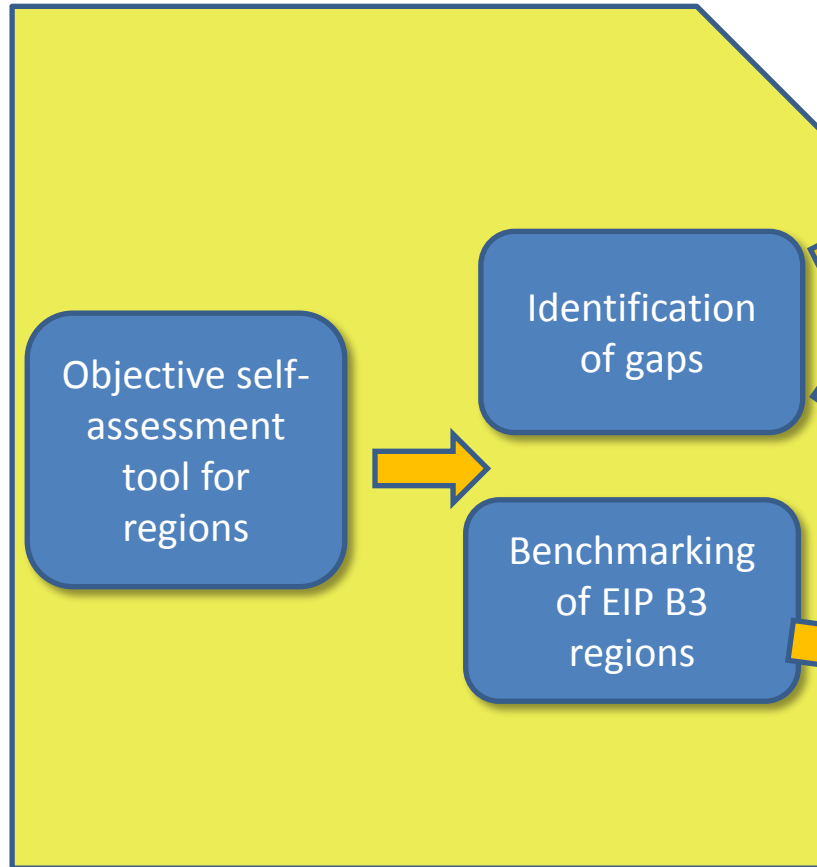 Objective self-
assessment
tool for
regions
Identification
of gaps
Benchmarking
of EIP B3
regions